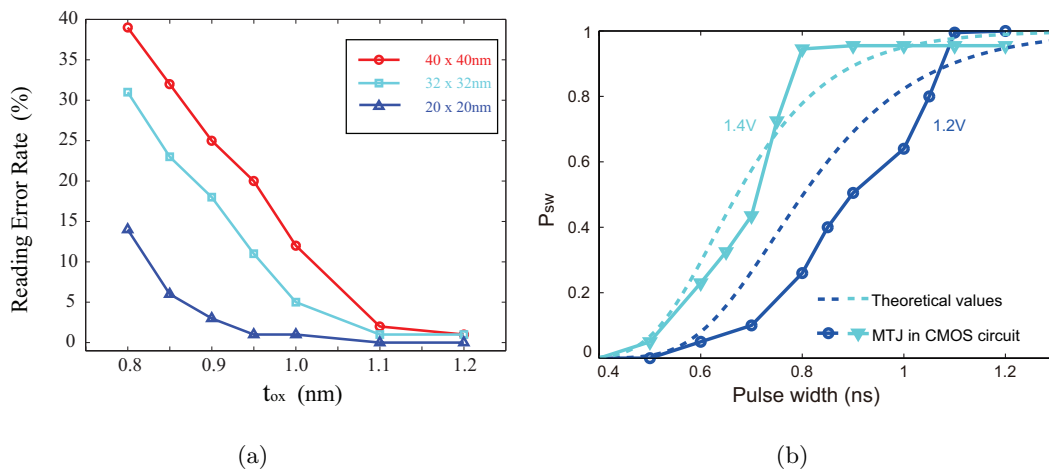 40
35
30
25
20
15
10
5
0
Reading Error Rate (%)
0.8 0.9 1.0 1.1 1.2
tox (nm)
40 x 40nm
32 x 32nm
20 x 20nm
(a)
1
0.8
0.6
0.4
0.2
0
Psw
0.4 0.6 0.8 1 1.2
Pulse width (ns)
1.4V
1.2V
Theoretical values
MTJ in CMOS circuit
(b)